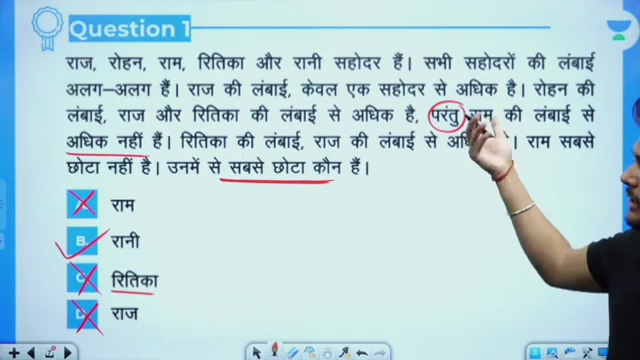 Question 1
राज, रोहन, राम, रितिका और रानी सहोदर हैं। सभी सहोदरों की लंबाई
अलग–अलग हैं। राज की लंबाई, केवल एक सहोदर से अधिक है। रोहन की
लंबाई, राज और रितिका की लंबाई से अधिक है, परंतु राम की लंबाई से
अधिक नहीं हैं। रितिका की लंबाई, राज की लंबाई से । राम सबसे
छोटा नहीं है। उनमें से सबसे छोटा कौन हैं।
A. राम
B. रानी
C. रितिका
D. राज